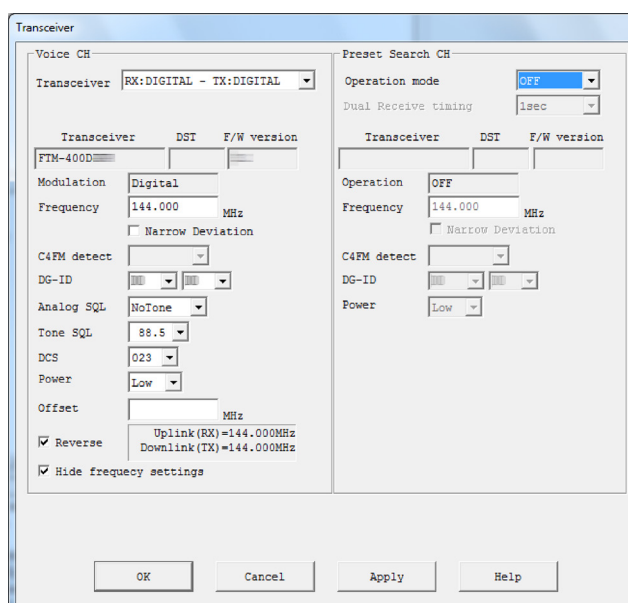 Transceiver
Voice CH
Transceiver RX:DIGITAL - TX:DIGITAL
Transceiver DST F/W version
FTM-400D
Modulation Digital
Frequency 144.000 MHz
Narrow Deviation
C4FM detect
DG-ID
Analog SQL NoTone
Tone SQL 88.5
DCS 023
Power Low
Offset MHz
Uplink(RX)=144.000MHz
Reverse Downlink(TX)=144.000MHz
Hide frequecy settings
Preset Search CH
Operation mode OFF
Dual Receive timing 1sec
Transceiver DST F/W version
Operation OFF
Frequency 144.000 MHz
Narrow Deviation
C4FM detect
DG-ID
Power Low
OK Cancel Apply Help